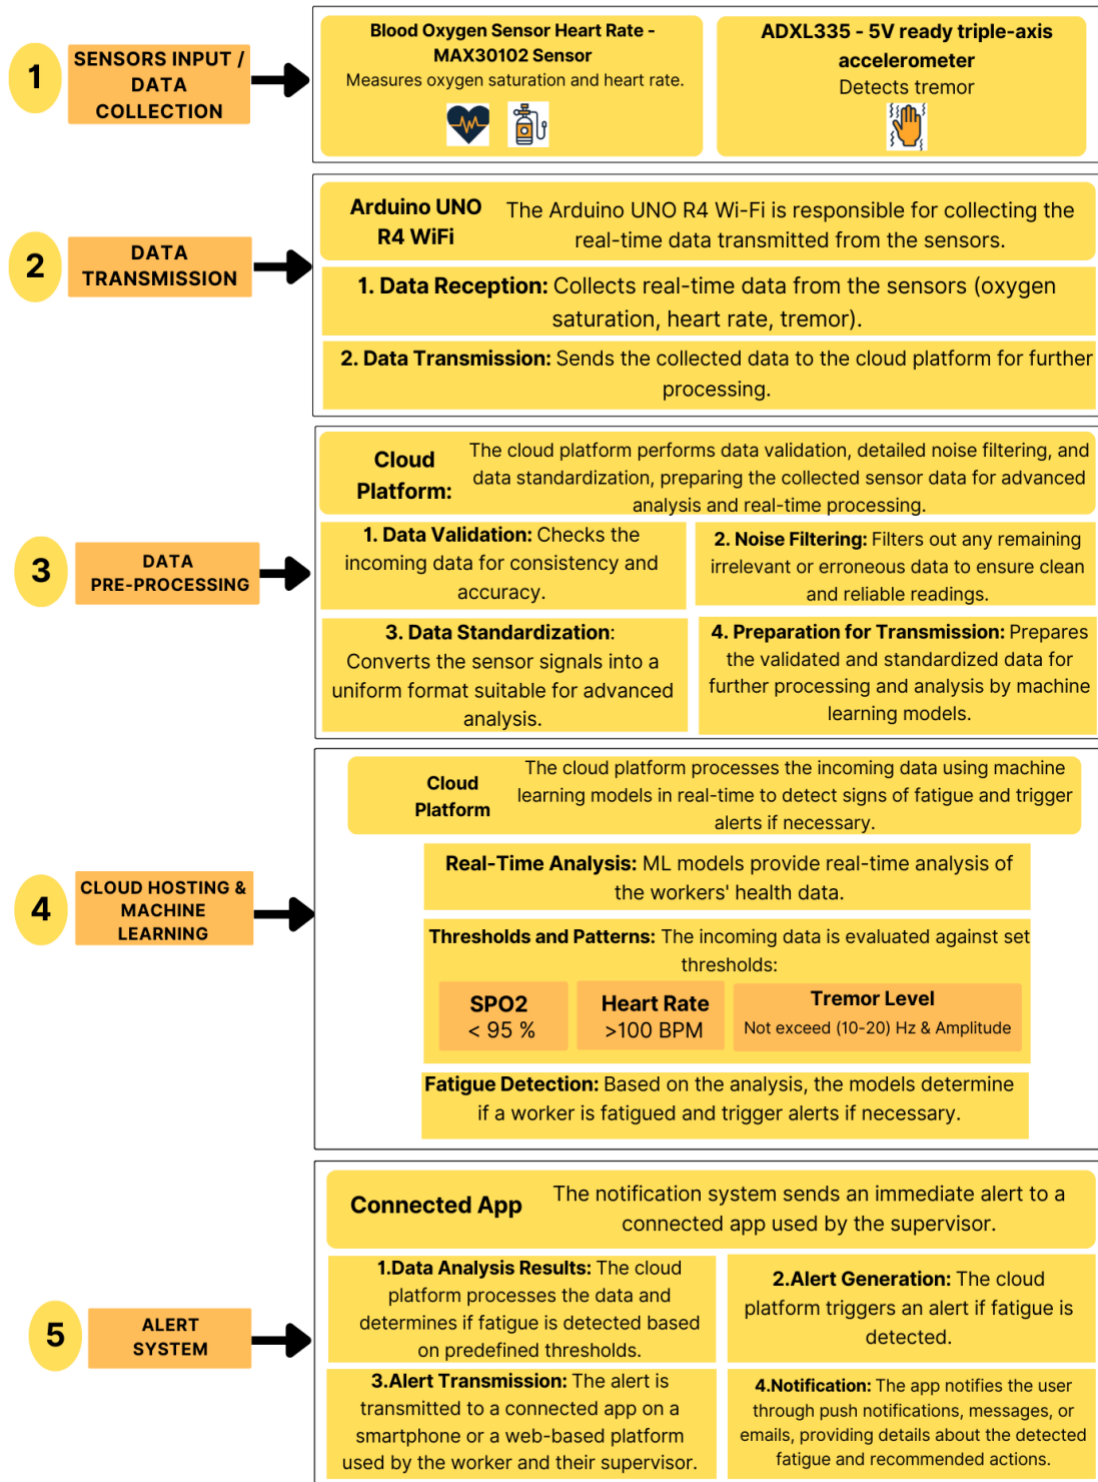 1
SENSORS INPUT /
DATA
COLLECTION
Blood Oxygen Sensor Heart Rate -
MAX30102 Sensor
Measures oxygen saturation and heart rate.
ADXL335 - 5V ready triple-axis
accelerometer
Detects tremor
2
DATA
TRANSMISSION
Arduino UNO
R4 WiFi
The Arduino UNO R4 Wi-Fi is responsible for collecting the
real-time data transmitted from the sensors.
1. Data Reception: Collects real-time data from the sensors (oxygen
saturation, heart rate, tremor).
2. Data Transmission: Sends the collected data to the cloud platform for further
processing.
3
DATA
PRE-PROCESSING
Cloud
Platform:
The cloud platform performs data validation, detailed noise filtering, and
data standardization, preparing the collected sensor data for advanced
analysis and real-time processing.
1. Data Validation: Checks the
incoming data for consistency and
accuracy.
2. Noise Filtering: Filters out any remaining
irrelevant or erroneous data to ensure clean
and reliable readings.
3. Data Standardization:
Converts the sensor signals into a
uniform format suitable for advanced
analysis.
4. Preparation for Transmission: Prepares
the validated and standardized data for
further processing and analysis by machine
learning models.
4
CLOUD HOSTING &
MACHINE
LEARNING
Cloud
Platform
The cloud platform processes the incoming data using machine
learning models in real-time to detect signs of fatigue and trigger
alerts if necessary.
Real-Time Analysis: ML models provide real-time analysis of
the workers' health data.
Thresholds and Patterns: The incoming data is evaluated against set
thresholds:
SPO2
< 95 %
Heart Rate
>100 BPM
Tremor Level
Not exceed (10-20) Hz & Amplitude
Fatigue Detection: Based on the analysis, the models determine
if a worker is fatigued and trigger alerts if necessary.
5
ALERT
SYSTEM
Connected App
The notification system sends an immediate alert to a
connected app used by the supervisor.
1.Data Analysis Results: The cloud
platform processes the data and
determines if fatigue is detected based
on predefined thresholds.
2.Alert Generation: The cloud
platform triggers an alert if fatigue is
detected.
3.Alert Transmission: The alert is
transmitted to a connected app on a
smartphone or a web-based platform
used by the worker and their supervisor.
4.Notification: The app notifies the user
through push notifications, messages, or
emails, providing details about the detected
fatigue and recommended actions.